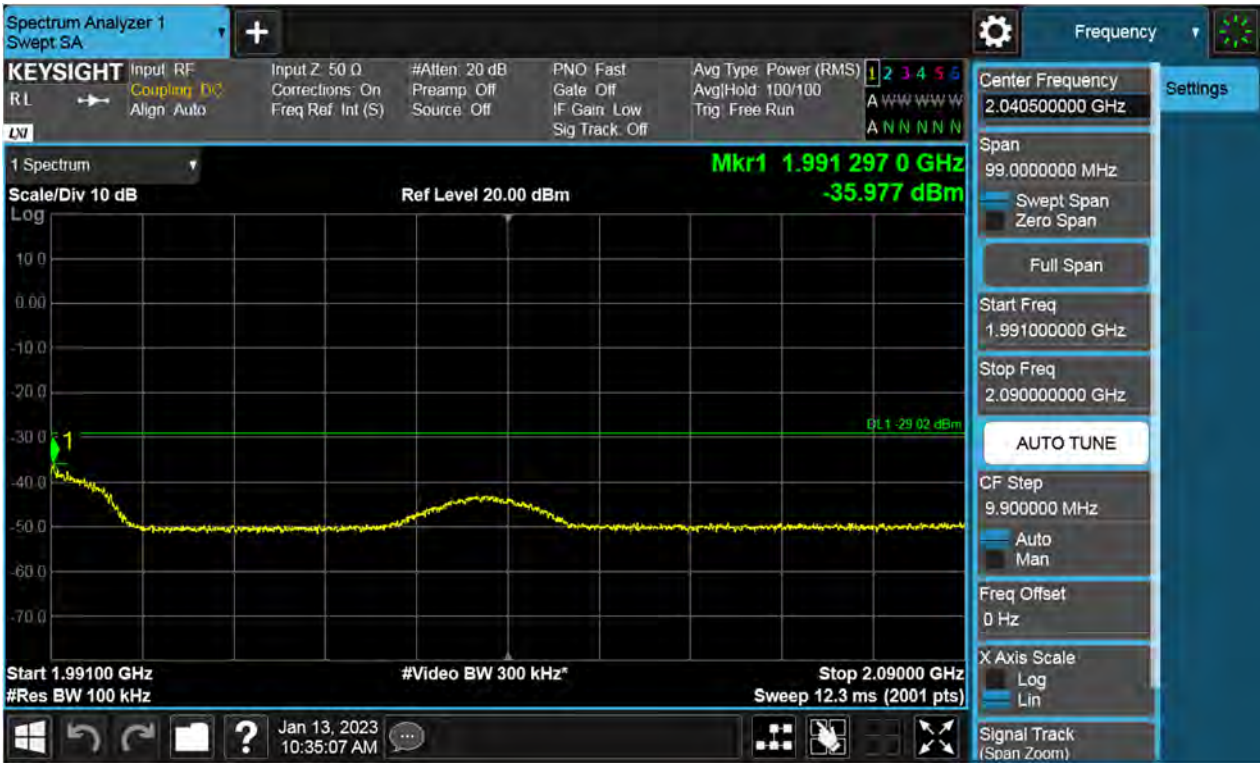 Spectrum Analyzer 1
Swept SA
+
Frequency
KEYSIGHT
R L
LXI
Input: RF
Coupling: DC
Align: Auto
Input Z: 50 Ω
Corrections: On
Freq Ref: Int (S)
#Atten: 20 dB
Preamp: Off
Source: Off
PNO: Fast
Gate: Off
IF Gain: Low
Sig Track: Off
Avg Type: Power (RMS)
Avg|Hold: 100/100
Trig: Free Run
1 2 3 4 5 6
A W W W W W
A N N N N N
1 Spectrum
Mkr1 1.991 297 0 GHz
-35.977 dBm
Scale/Div 10 dB
Ref Level 20.00 dBm
Log
10.0
0.00
-10.0
-20.0
-30.0
-40.0
-50.0
-60.0
-70.0
1
DL1 -29.02 dBm
Start 1.99100 GHz
#Video BW 300 kHz*
Stop 2.09000 GHz
#Res BW 100 kHz
Sweep 12.3 ms (2001 pts)
Center Frequency
2.040500000 GHz
Settings
Span
99.0000000 MHz
Swept Span
Zero Span
Full Span
Start Freq
1.991000000 GHz
Stop Freq
2.090000000 GHz
AUTO TUNE
CF Step
9.900000 MHz
Auto
Man
Freq Offset
0 Hz
X Axis Scale
Log
Lin
Signal Track
(Span Zoom)
?
Jan 13, 2023
10:35:07 AM